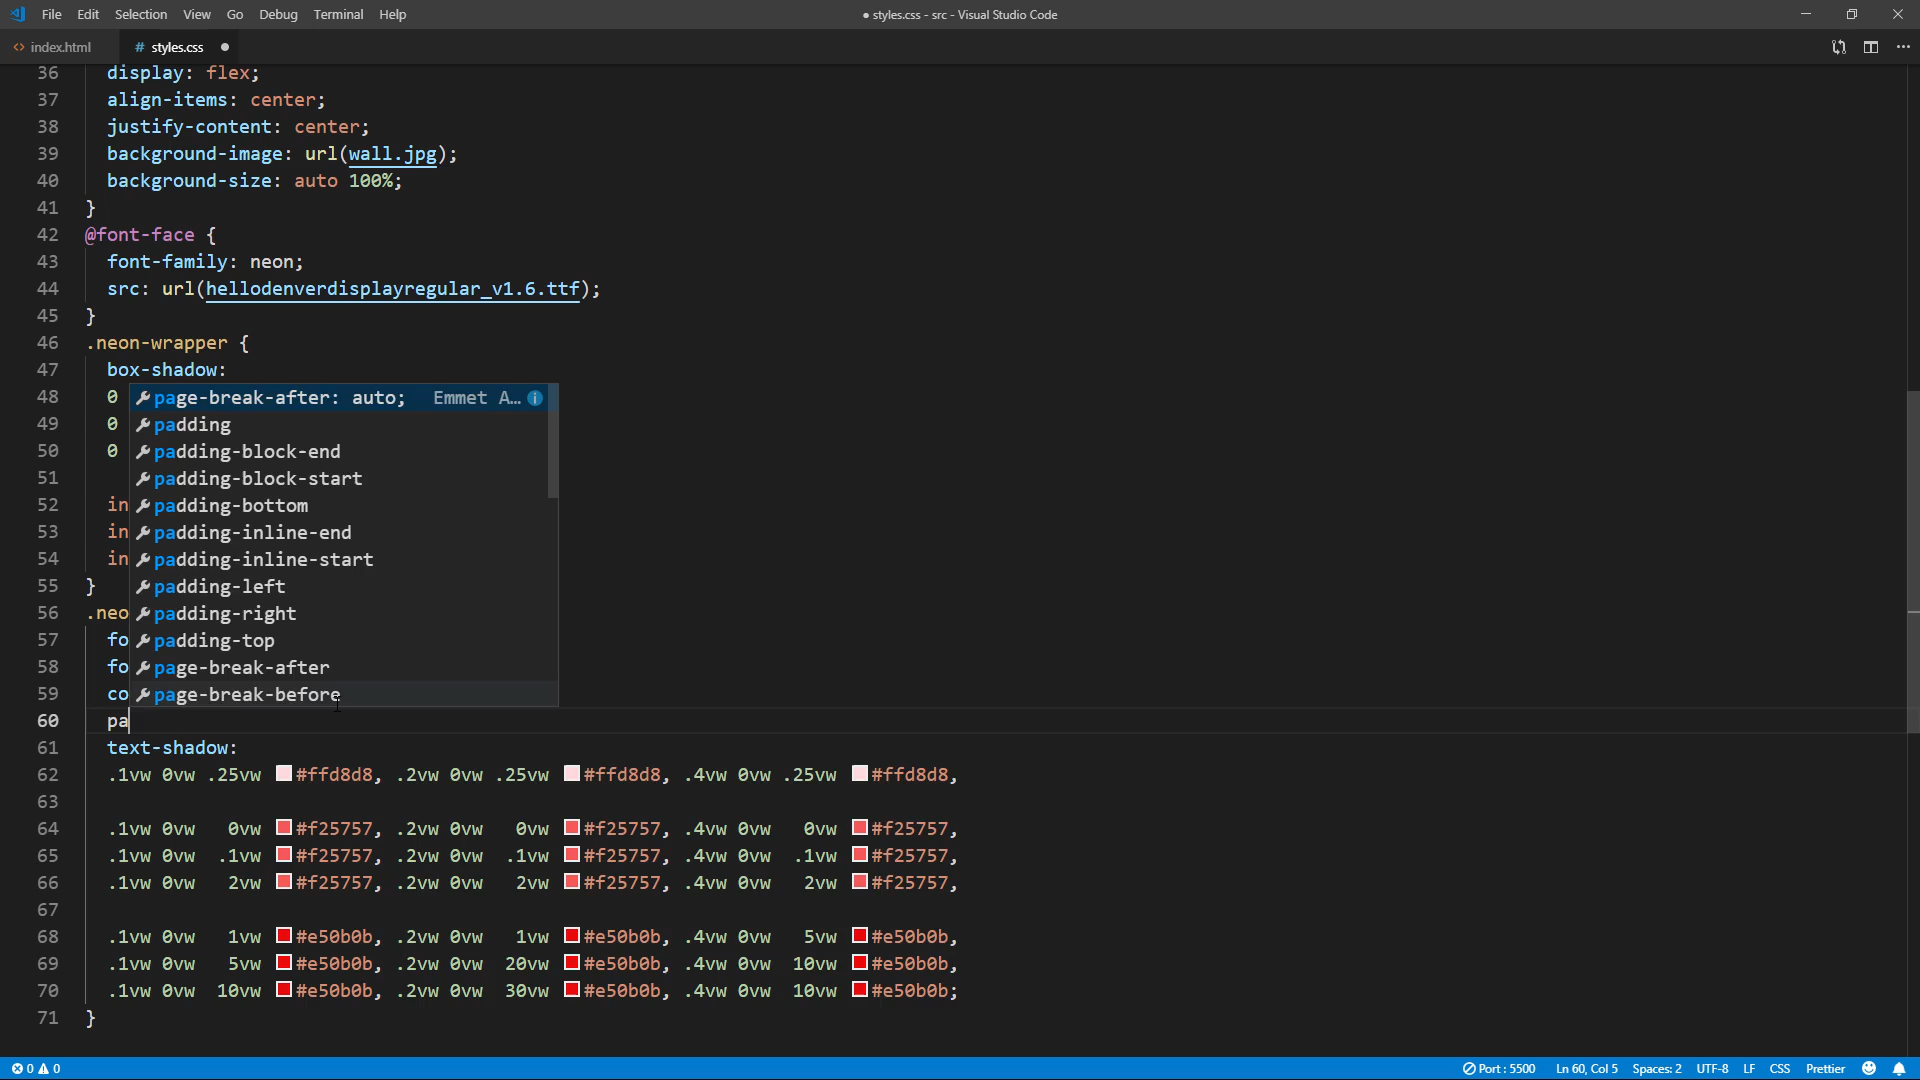 File Edit Selection View Go Debug Terminal Help
● styles.css - src - Visual Studio Code
<> index.html # styles.css ●
36 display: flex;
37 align-items: center;
38 justify-content: center;
39 background-image: url(wall.jpg);
40 background-size: auto 100%;
41 }
42 @font-face {
43 font-family: neon;
44 src: url(hellodenverdisplayregular_v1.6.ttf);
45 }
46 .neon-wrapper {
47 box-shadow:
48 0 page-break-after: auto; Emmet A...
49 0 padding
50 0 padding-block-end
51 padding-block-start
52 in padding-bottom
53 in padding-inline-end
54 in padding-inline-start
55 } padding-left
56 .neo padding-right
57 fo padding-top
58 fo page-break-after
59 co page-break-before
60 pa
61 text-shadow:
62 .1vw 0vw .25vw #ffd8d8, .2vw 0vw .25vw #ffd8d8, .4vw 0vw .25vw #ffd8d8,
63
64 .1vw 0vw 0vw #f25757, .2vw 0vw 0vw #f25757, .4vw 0vw 0vw #f25757,
65 .1vw 0vw .1vw #f25757, .2vw 0vw .1vw #f25757, .4vw 0vw .1vw #f25757,
66 .1vw 0vw 2vw #f25757, .2vw 0vw 2vw #f25757, .4vw 0vw 2vw #f25757,
67
68 .1vw 0vw 1vw #e50b0b, .2vw 0vw 1vw #e50b0b, .4vw 0vw 5vw #e50b0b,
69 .1vw 0vw 5vw #e50b0b, .2vw 0vw 20vw #e50b0b, .4vw 0vw 10vw #e50b0b,
70 .1vw 0vw 10vw #e50b0b, .2vw 0vw 30vw #e50b0b, .4vw 0vw 10vw #e50b0b;
71 }
0 0 Port : 5500 Ln 60, Col 5 Spaces: 2 UTF-8 LF CSS Prettier